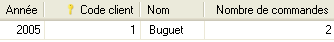 Année Code client Nom Nombre de commandes
2005 1 Buguet 2